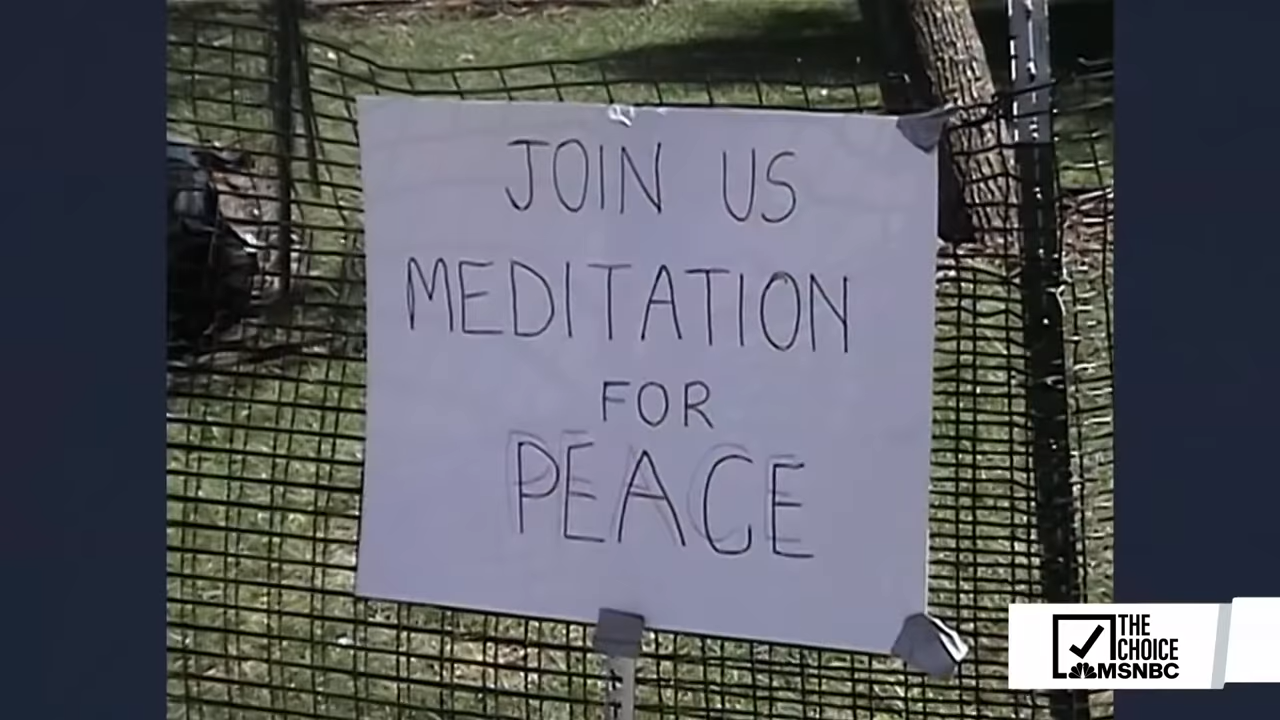 JOIN US
MEDITATION
FOR
PEACE
THE
CHOICE
MSNBC